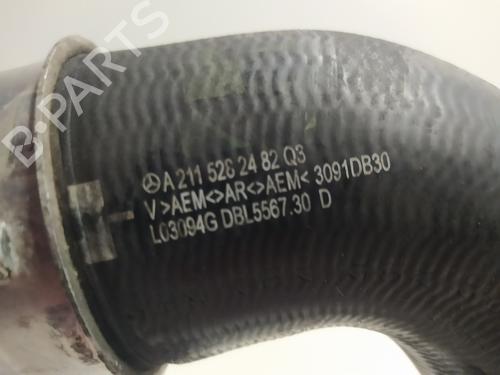 A 211 528 24 82 Q3
V>AEM<>AR<>AEM< 3091DB30
L03094G DBL5567.30 D
B-PARTS